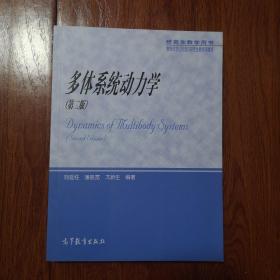 研究生教学用书
多体系统动力学
(第二版)
Dynamics of Multibody Systems
(Second Edition)
刘延柱 潘振宽 戈新生 编著
高等教育出版社